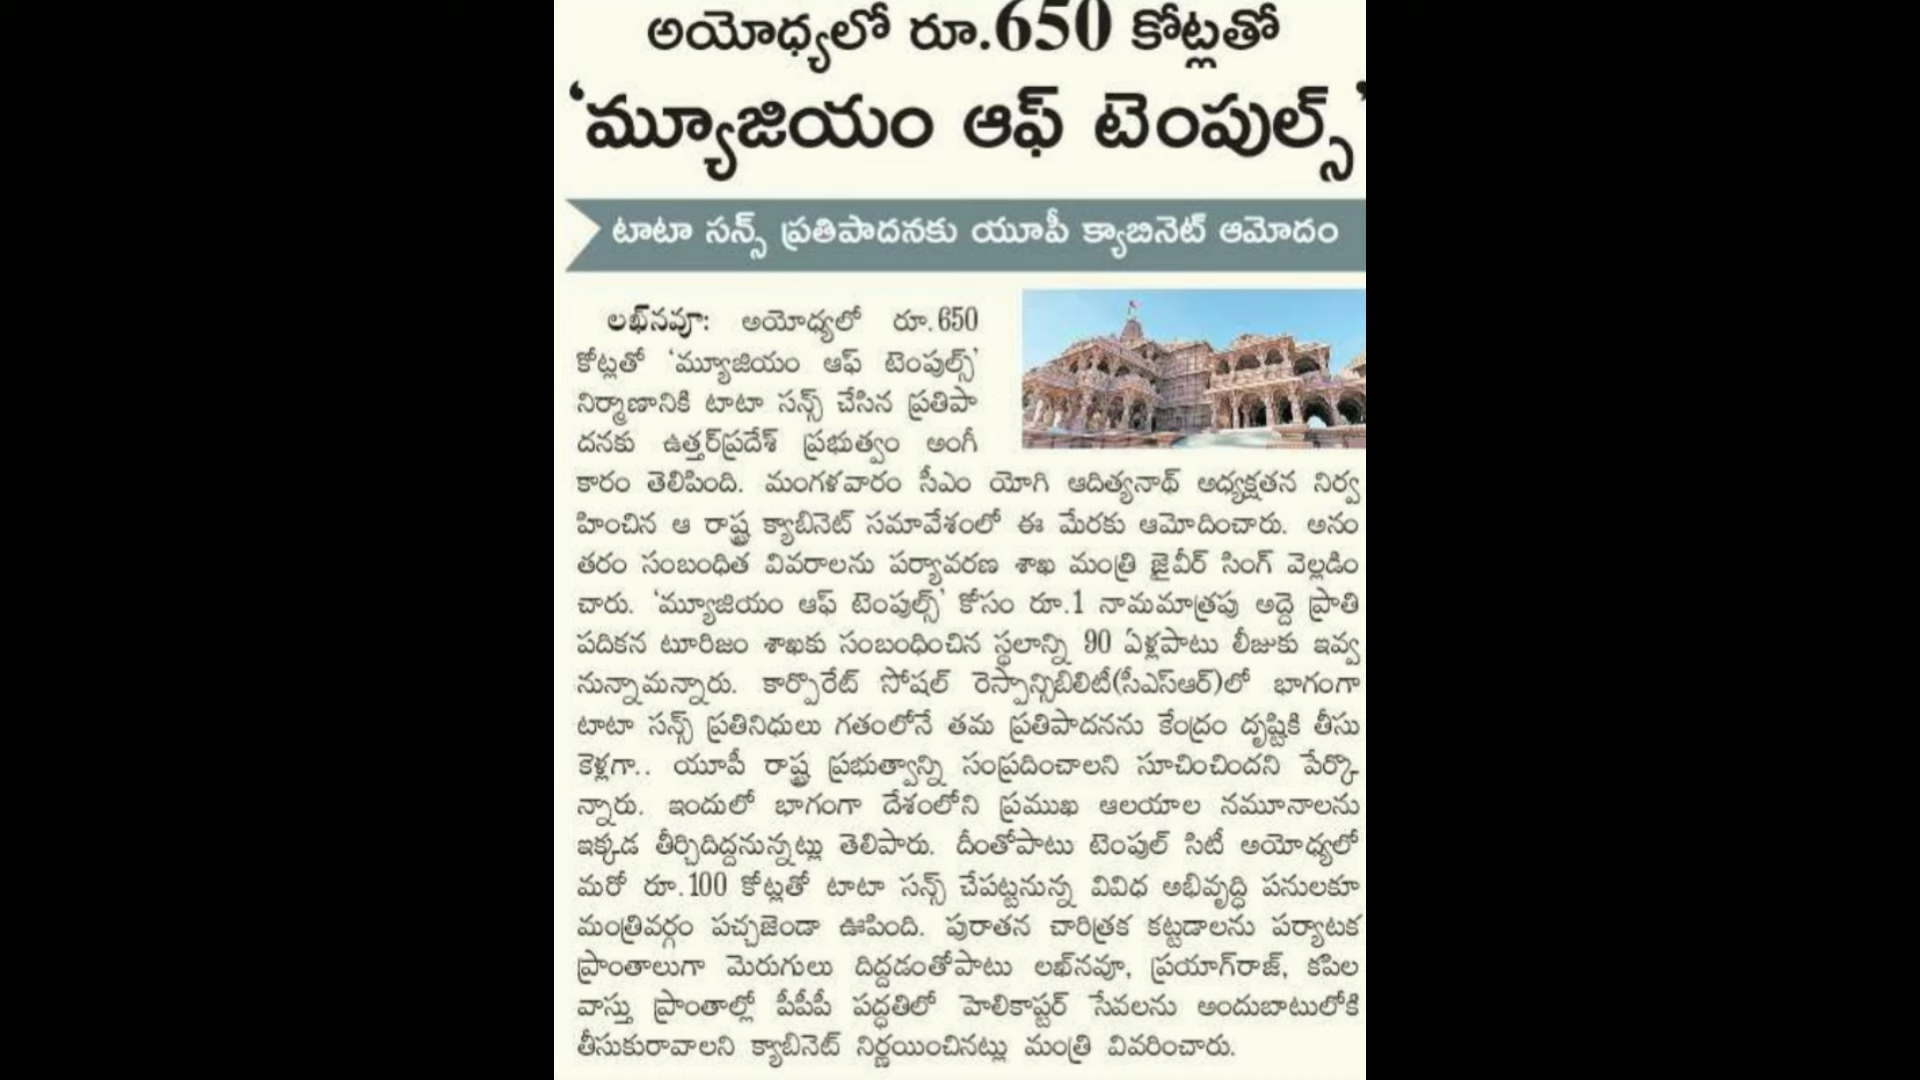 అయోధ్యలో రూ.650 కోట్లతో
‘మ్యూజియం ఆఫ్ టెంపుల్స్’
టాటా సన్స్ ప్రతిపాదనకు యూపీ క్యాబినెట్ ఆమోదం
లఖ్‌నవూ: అయోధ్యలో రూ.650
కోట్లతో ‘మ్యూజియం ఆఫ్ టెంపుల్స్’
నిర్మాణానికి టాటా సన్స్ చేసిన ప్రతిపా
దనకు ఉత్తర్‌ప్రదేశ్ ప్రభుత్వం అంగీ
కారం తెలిపింది. మంగళవారం సీఎం యోగి ఆదిత్యనాథ్ అధ్యక్షతన నిర్వ
హించిన ఆ రాష్ట్ర క్యాబినెట్ సమావేశంలో ఈ మేరకు ఆమోదించారు. అనం
తరం సంబంధిత వివరాలను పర్యావరణ శాఖ మంత్రి జైవీర్ సింగ్ వెల్లడిం
చారు. ‘మ్యూజియం ఆఫ్ టెంపుల్స్’ కోసం రూ.1 నామమాత్రపు అద్దె ప్రాతి
పదికన టూరిజం శాఖకు సంబంధించిన స్థలాన్ని 90 ఏళ్లపాటు లీజుకు ఇవ్వ
నున్నామన్నారు. కార్పొరేట్ సోషల్ రెస్పాన్సిబిలిటీ(సీఎస్ఆర్)లో భాగంగా
టాటా సన్స్ ప్రతినిధులు గతంలోనే తమ ప్రతిపాదనను కేంద్రం దృష్టికి తీసు
కెళ్లగా.. యూపీ రాష్ట్ర ప్రభుత్వాన్ని సంప్రదించాలని సూచించిందని పేర్కొ
న్నారు. ఇందులో భాగంగా దేశంలోని ప్రముఖ ఆలయాల నమూనాలను
ఇక్కడ తీర్చిదిద్దనున్నట్లు తెలిపారు. దీంతోపాటు టెంపుల్ సిటీ అయోధ్యలో
మరో రూ.100 కోట్లతో టాటా సన్స్ చేపట్టనున్న వివిధ అభివృద్ధి పనులకూ
మంత్రివర్గం పచ్చజెండా ఊపింది. పురాతన చారిత్రక కట్టడాలను పర్యాటక
ప్రాంతాలుగా మెరుగులు దిద్దడంతోపాటు లఖ్‌నవూ, ప్రయాగ్‌రాజ్, కపిల
వాస్తు ప్రాంతాల్లో పీపీపీ పద్ధతిలో హెలికాప్టర్ సేవలను అందుబాటులోకి
తీసుకురావాలని క్యాబినెట్ నిర్ణయించినట్లు మంత్రి వివరించారు.